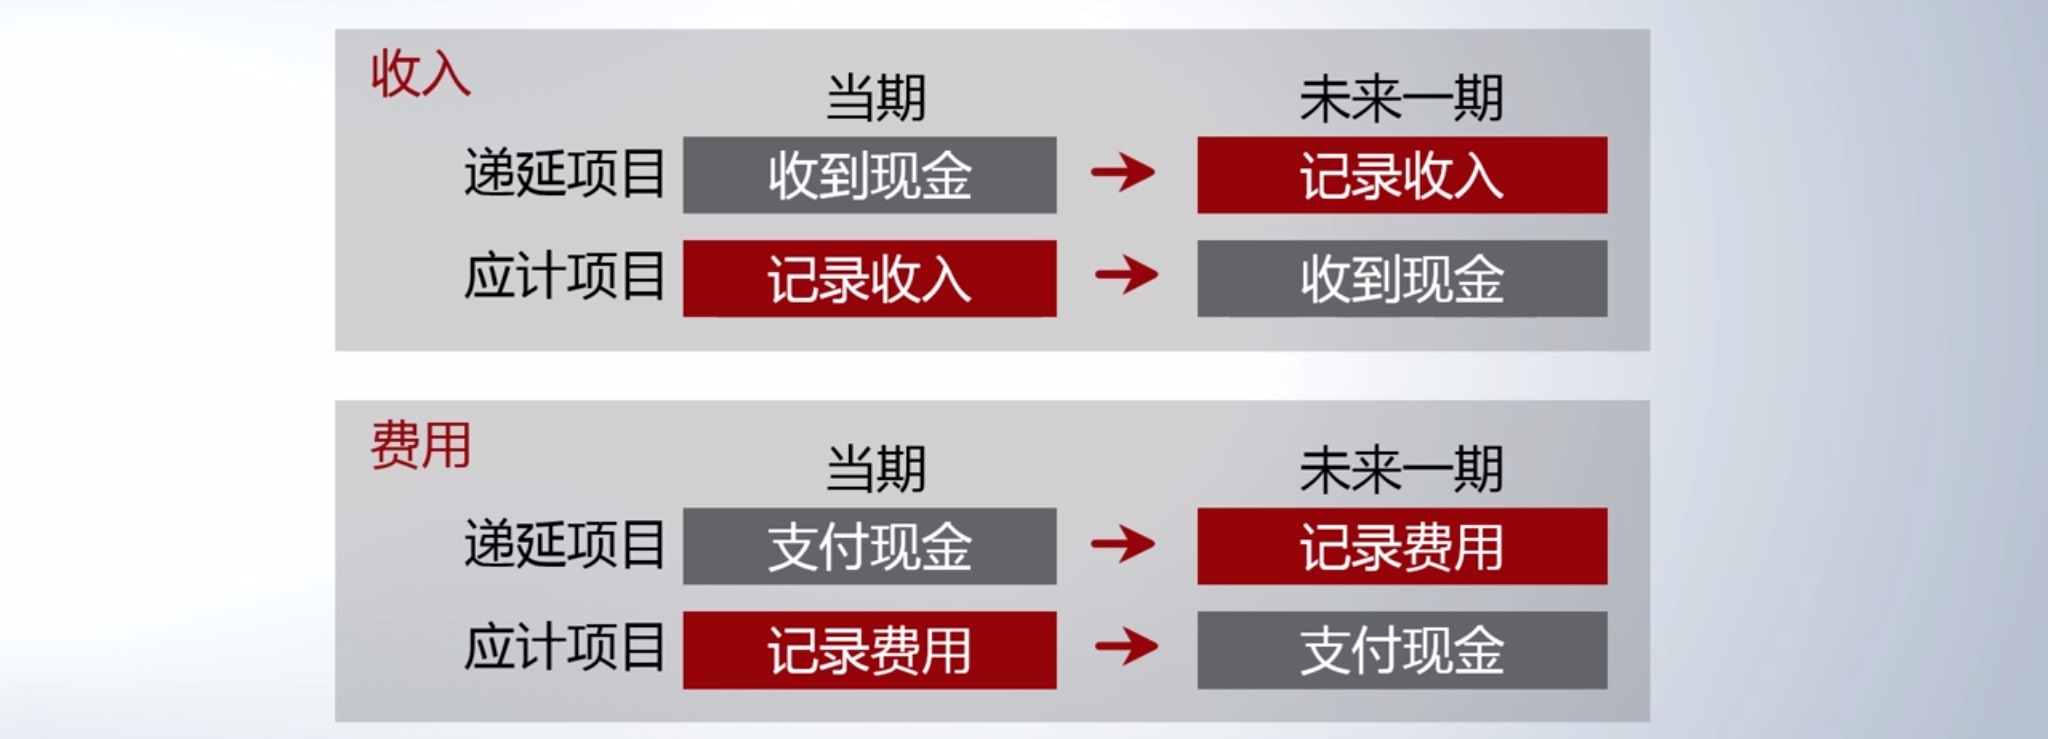 收入
当期 未来一期
递延项目 收到现金 → 记录收入
应计项目 记录收入 → 收到现金
费用
当期 未来一期
递延项目 支付现金 → 记录费用
应计项目 记录费用 → 支付现金